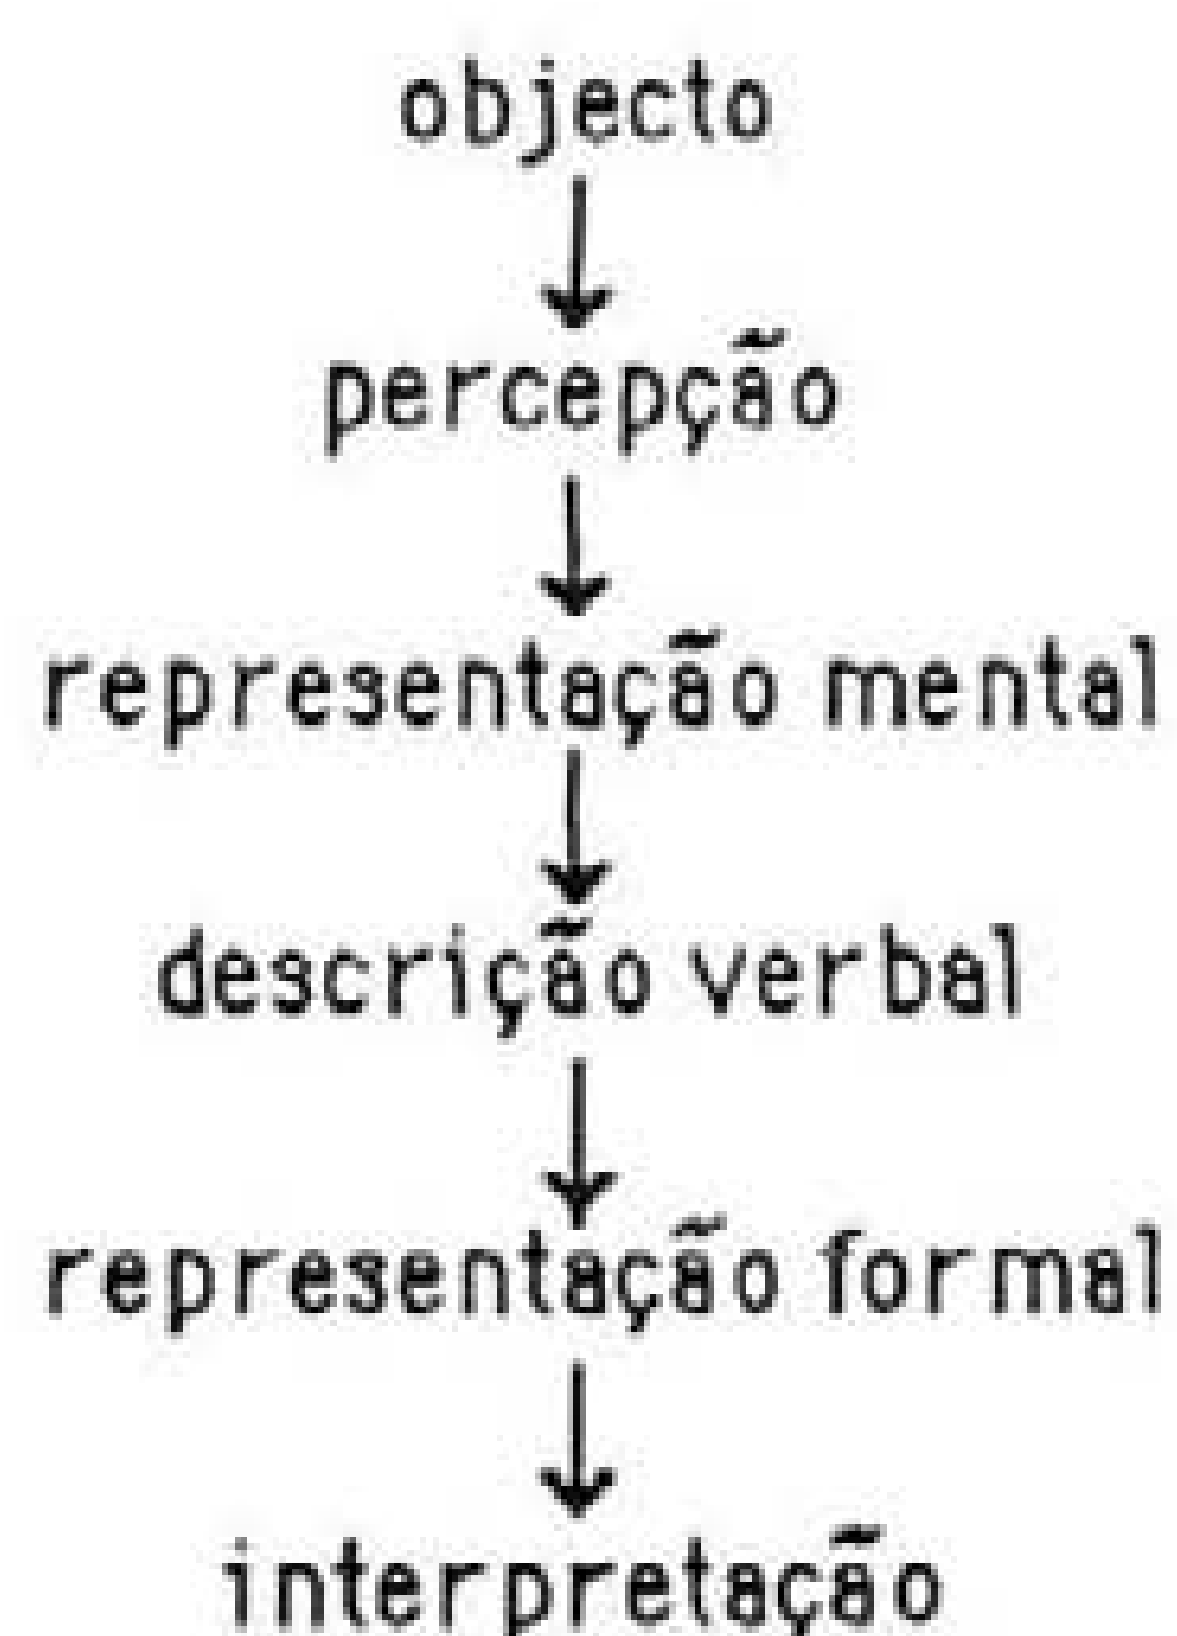 objecto
percepção
representação mental
descrição verbal
representação formal
interpretação